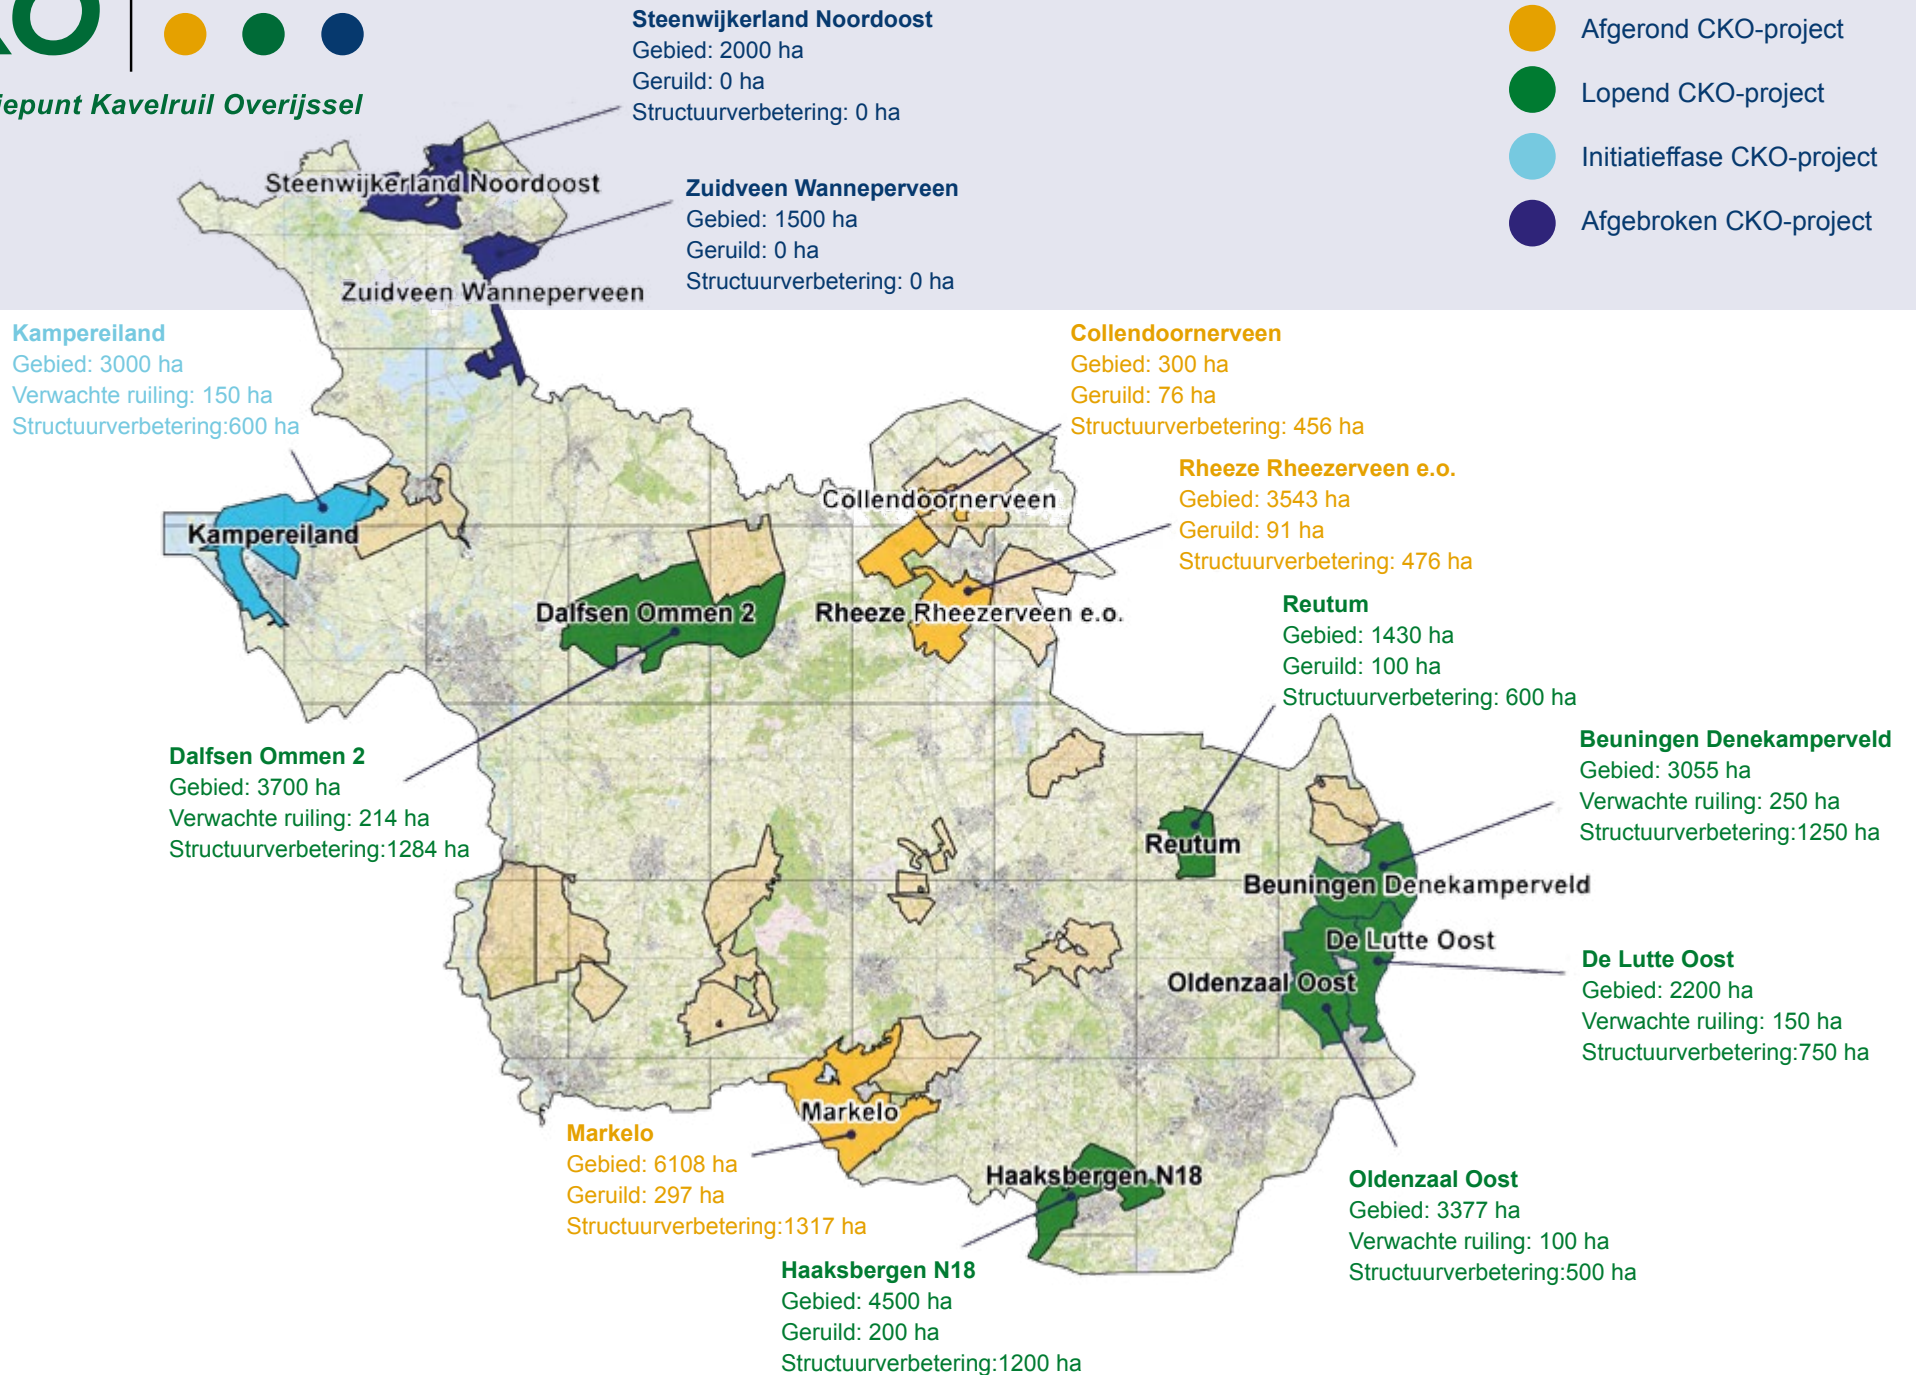 Kavelruil Overijssel
Steenwijkerland Noordoost
Gebied: 2000 ha
Geruild: 0 ha
Structuurverbetering: 0 ha
Afgerond CKO-project
Lopend CKO-project
Initiatieffase CKO-project
Afgebroken CKO-project
Steenwijkerland Noordoost
Zuidveen Wanneperveen
Gebied: 1500 ha
Geruild: 0 ha
Structuurverbetering: 0 ha
Zuidveen Wanneperveen
Kampereiland
Gebied: 3000 ha
Verwachte ruiling: 150 ha
Structuurverbetering:600 ha
Collendoornerveen
Gebied: 300 ha
Geruild: 76 ha
Structuurverbetering: 456 ha
Rheeze Rheezerveen e.o.
Gebied: 3543 ha
Geruild: 91 ha
Structuurverbetering: 476 ha
Collendoornerveen
Kampereiland
Dalfsen Ommen 2
Rheeze Rheezerveen e.o.
Reutum
Gebied: 1430 ha
Geruild: 100 ha
Structuurverbetering: 600 ha
Dalfsen Ommen 2
Gebied: 3700 ha
Verwachte ruiling: 214 ha
Structuurverbetering:1284 ha
Beuningen Denekamperveld
Gebied: 3055 ha
Verwachte ruiling: 250 ha
Structuurverbetering:1250 ha
Reutum
Beuningen Denekamperveld
De Lutte Oost
Oldenzaal Oost
De Lutte Oost
Gebied: 2200 ha
Verwachte ruiling: 150 ha
Structuurverbetering:750 ha
Markelo
Markelo
Gebied: 6108 ha
Geruild: 297 ha
Structuurverbetering:1317 ha
Haaksbergen N18
Oldenzaal Oost
Gebied: 3377 ha
Verwachte ruiling: 100 ha
Structuurverbetering:500 ha
Haaksbergen N18
Gebied: 4500 ha
Geruild: 200 ha
Structuurverbetering:1200 ha